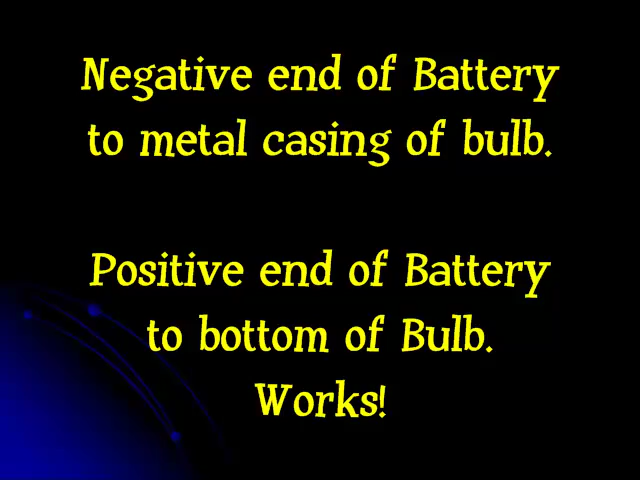 Negative end of Battery
to metal casing of bulb.
Positive end of Battery
to bottom of Bulb.
Works!